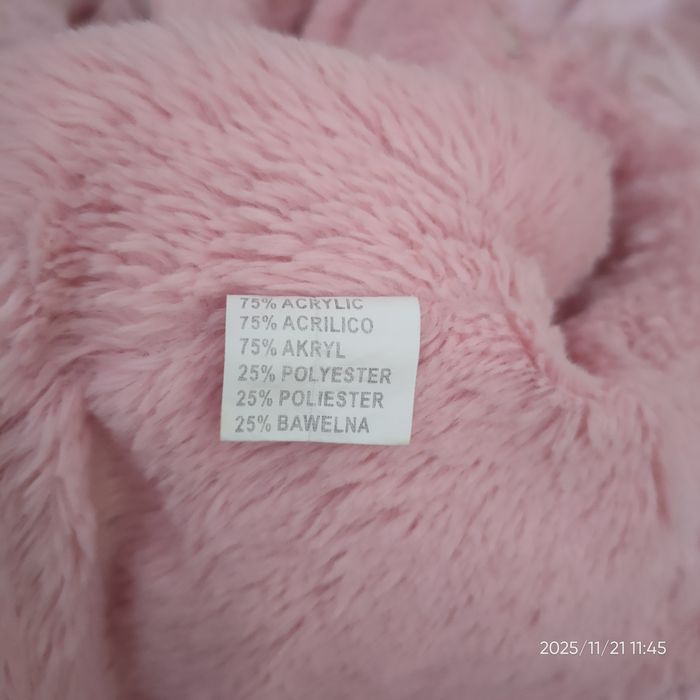 75% ACRYLIC
75% ACRILICO
75% AKRYL
25% POLYESTER
25% POLIESTER
25% BAWELNA
2025/11/21 11:45